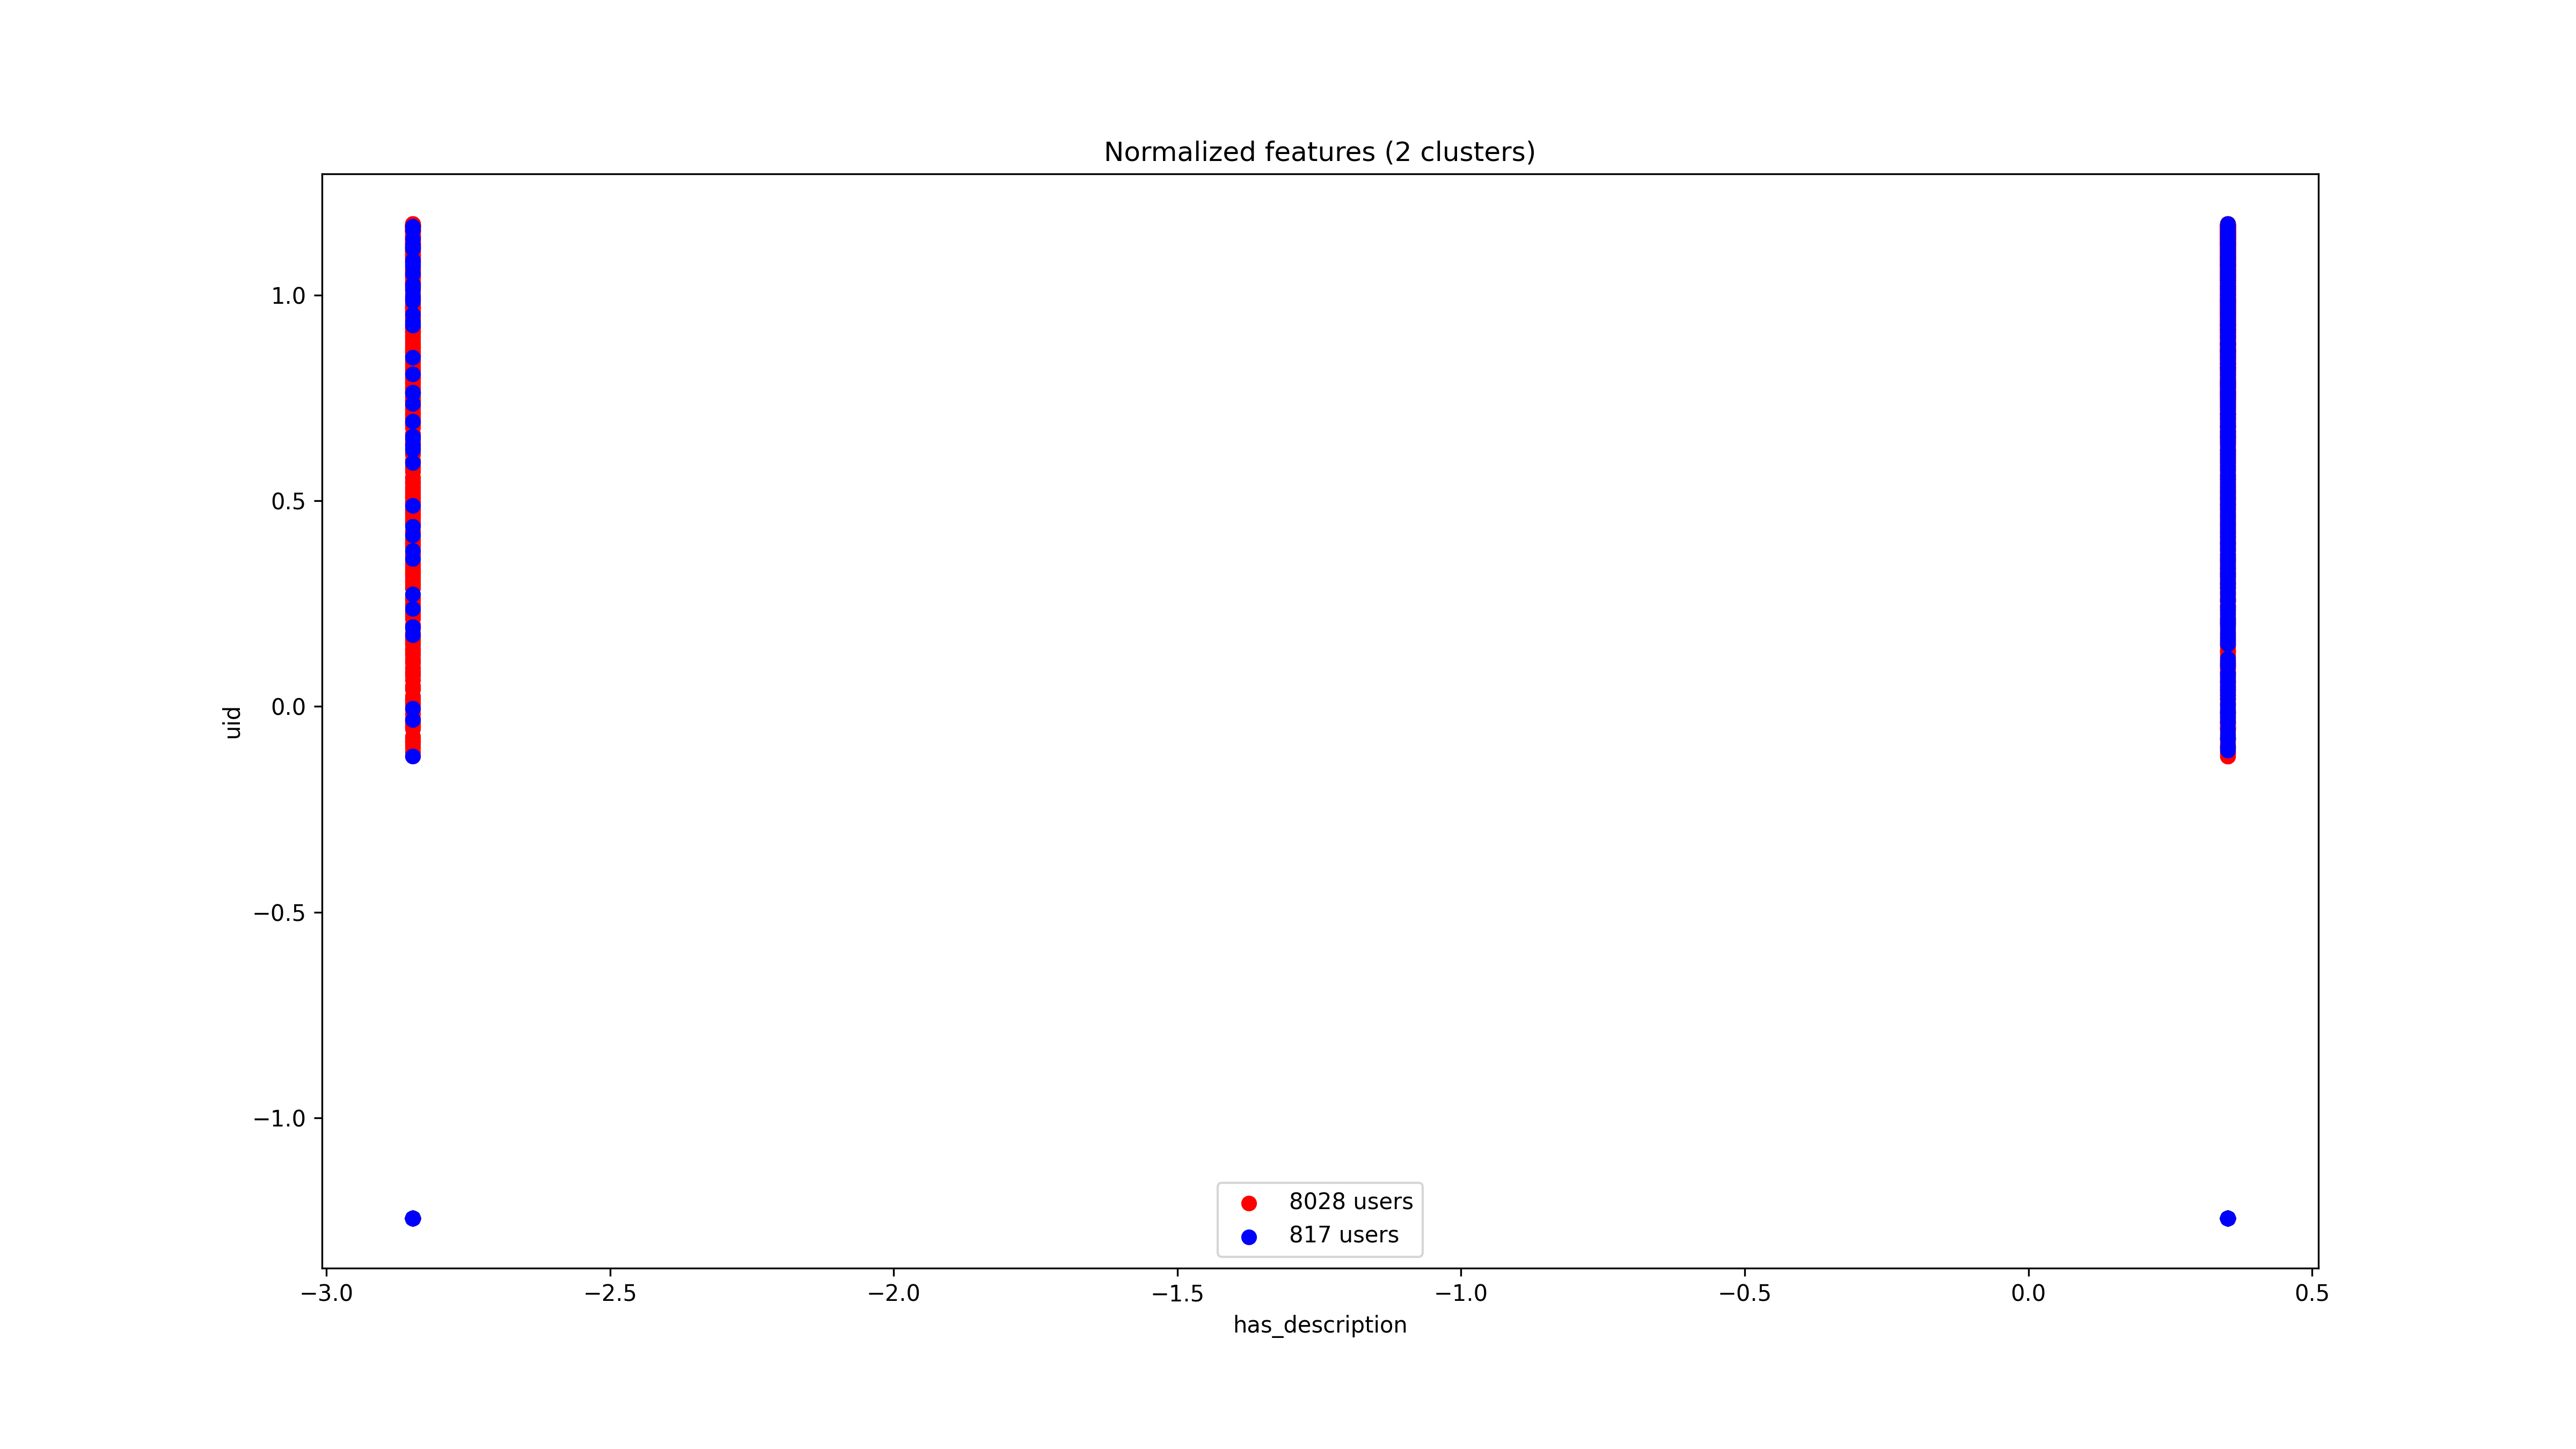 Normalized features (2 clusters)
1.0
0.5
0.0
−0.5
−1.0
uid
8028 users
817 users
−3.0 −2.5 −2.0 −1.5 −1.0 −0.5 0.0 0.5
has_description